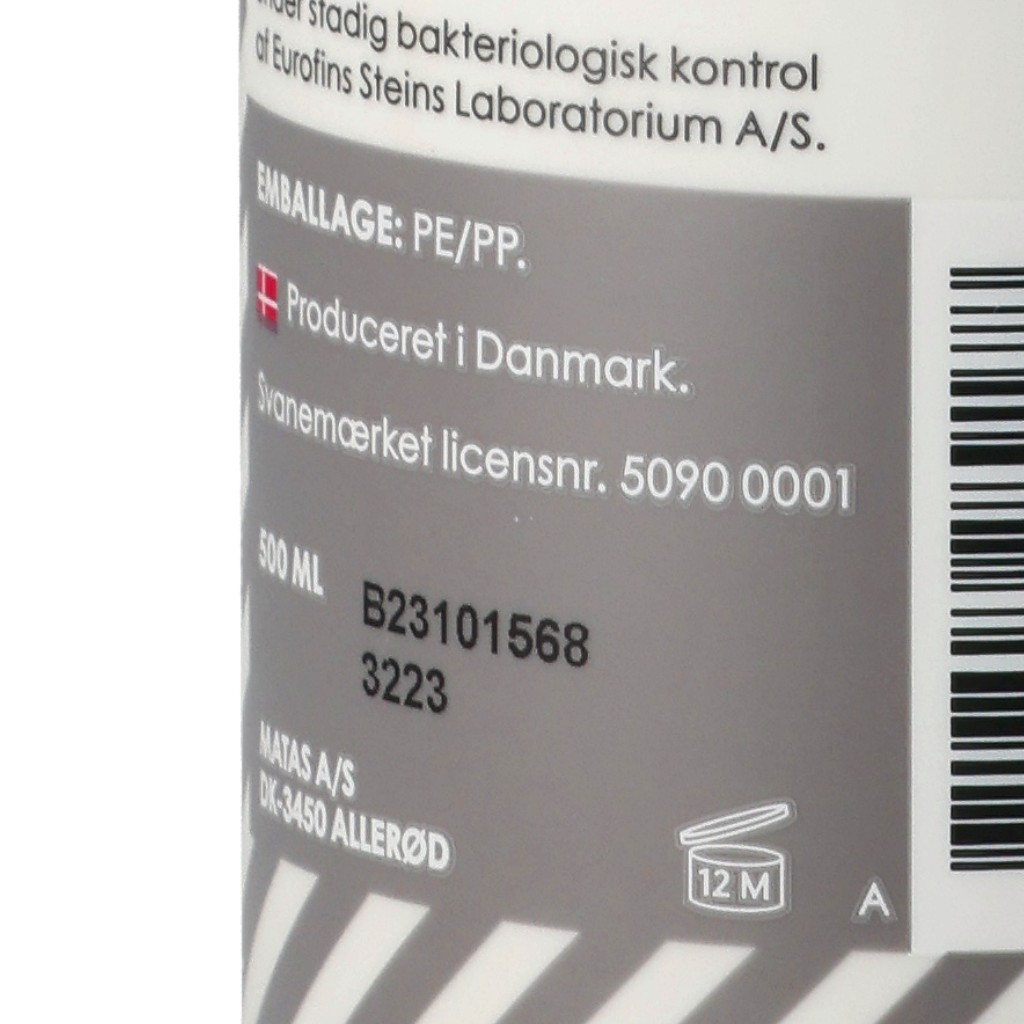 under stadig bakteriologisk kontrol
af Eurofins Steins Laboratorium A/S.
EMBALLAGE: PE/PP.
Produceret i Danmark.
Svanemærket licensnr. 5090 0001
500 ML
B23101568
3223
MATAS A/S
DK-3450 ALLERØD
12 M
A